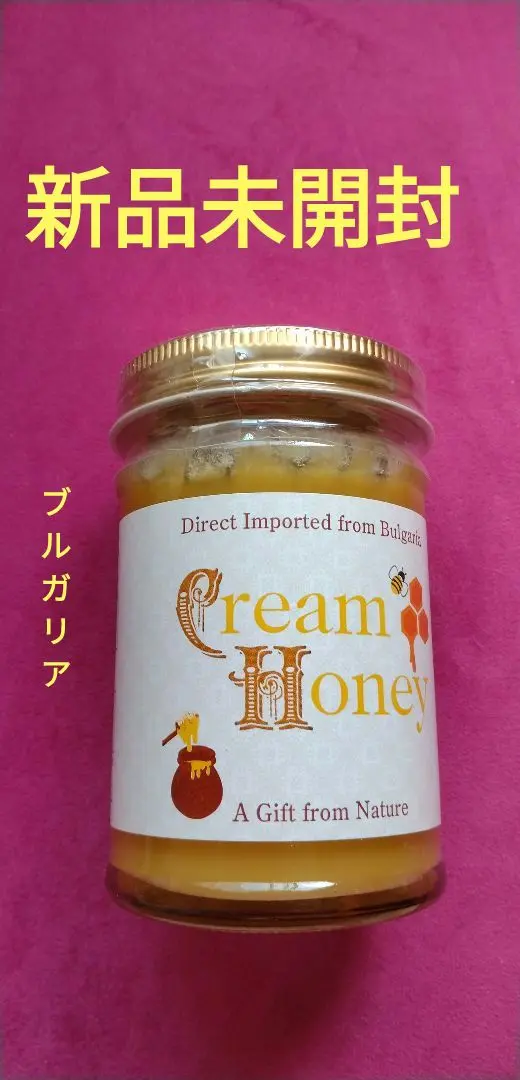 新品未開封
ブルガリア
Direct Imported from Bulgaria
Cream
Honey
A Gift from Nature